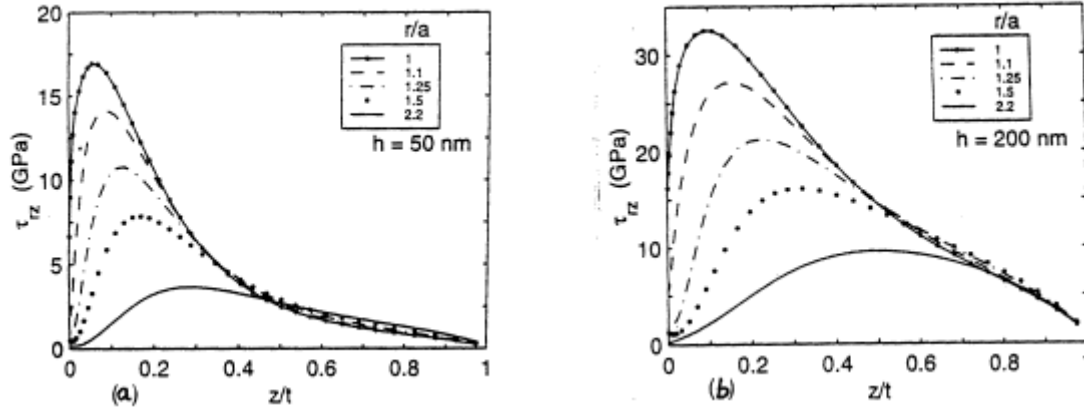 20
15
10
5
0
τrz (GPa)
r/a
1
1.1
1.25
1.5
2.2
h = 50 nm
0 0.2 0.4 0.6 0.8 1
(a) z/t
30
20
10
0
τrz (GPa)
r/a
1
1.1
1.25
1.5
2.2
h = 200 nm
0 0.2 0.4 0.6 0.8
(b) z/t